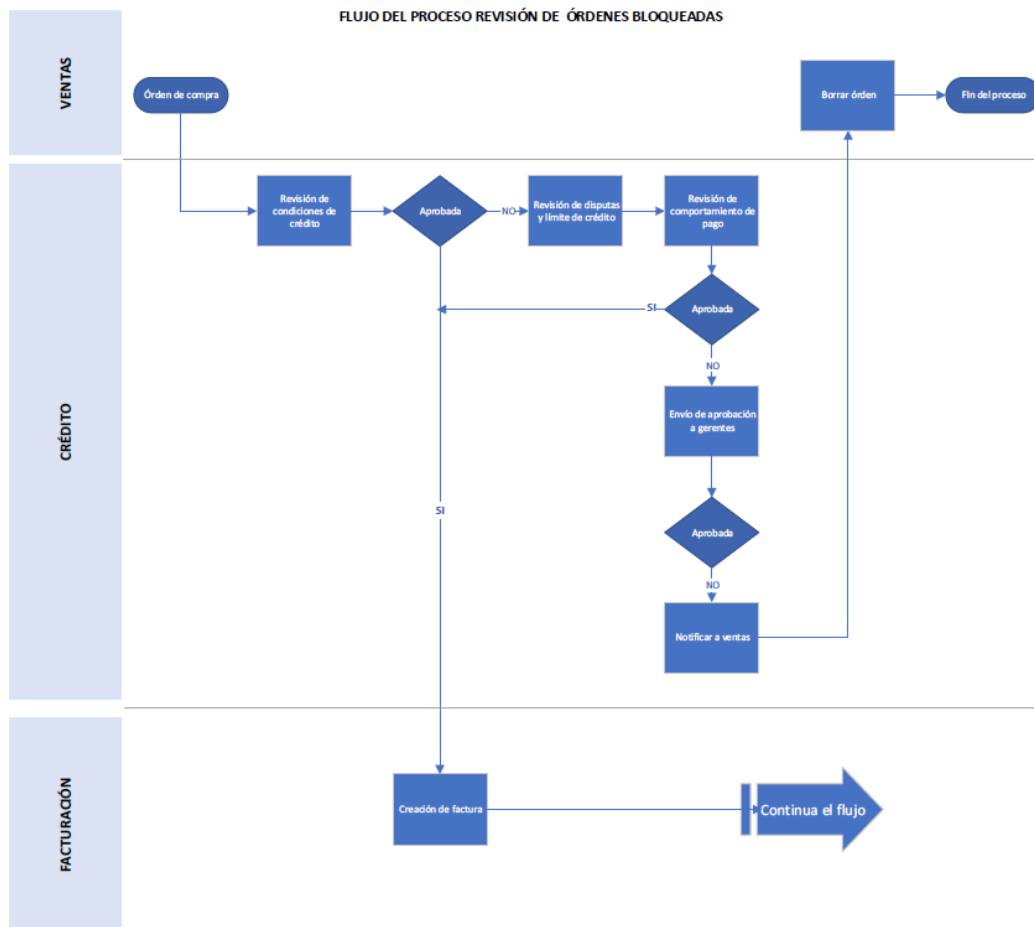 FLUJO DEL PROCESO REVISIÓN DE ÓRDENES BLOQUEADAS
VENTAS
Órden de compra
Borrar órden
Fin del proceso
CRÉDITO
Revisión de
condiciones de
crédito
Aprobada
NO
Revisión de disputas
y límite de crédito
Revisión de
comportamiento de
pago
SI
Aprobada
NO
Envío de aprobación
a gerentes
SI
Aprobada
NO
Notificar a ventas
FACTURACIÓN
Creación de factura
Continua el flujo